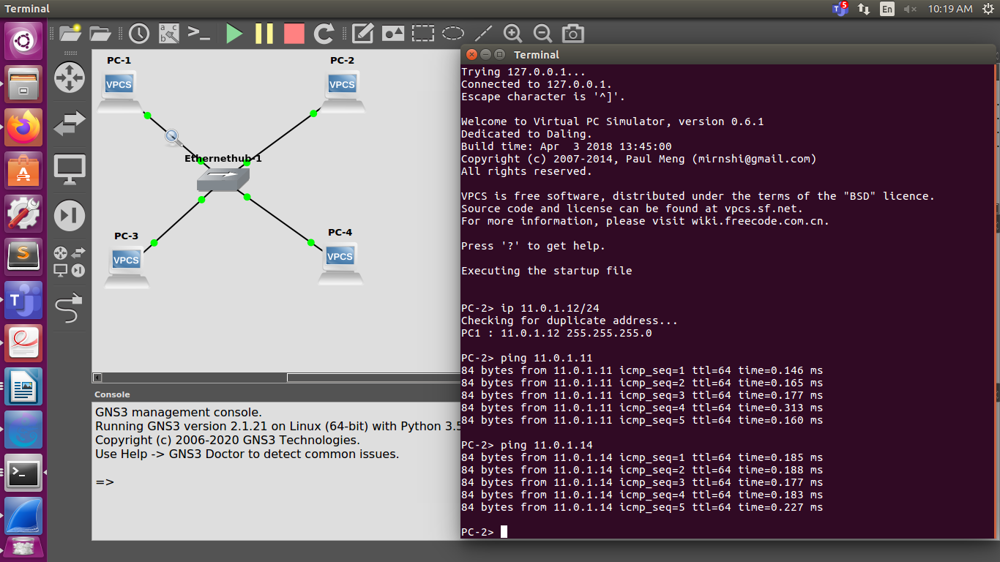 Terminal
5
En
10:19 AM
a c
b
>_
PC-1
VPCS
PC-2
VPCS
Ethernethub-1
PC-3
VPCS
PC-4
VPCS
Console
GNS3 management console.
Running GNS3 version 2.1.21 on Linux (64-bit) with Python 3.5
Copyright (c) 2006-2020 GNS3 Technologies.
Use Help -> GNS3 Doctor to detect common issues.
=>
Terminal
Trying 127.0.0.1...
Connected to 127.0.0.1.
Escape character is '^]'.
Welcome to Virtual PC Simulator, version 0.6.1
Dedicated to Daling.
Build time: Apr  3 2018 13:45:00
Copyright (c) 2007-2014, Paul Meng (mirnshi@gmail.com)
All rights reserved.
VPCS is free software, distributed under the terms of the "BSD" licence.
Source code and license can be found at vpcs.sf.net.
For more information, please visit wiki.freecode.com.cn.
Press '?' to get help.
Executing the startup file
PC-2> ip 11.0.1.12/24
Checking for duplicate address...
PC1 : 11.0.1.12 255.255.255.0
PC-2> ping 11.0.1.11
84 bytes from 11.0.1.11 icmp_seq=1 ttl=64 time=0.146 ms
84 bytes from 11.0.1.11 icmp_seq=2 ttl=64 time=0.165 ms
84 bytes from 11.0.1.11 icmp_seq=3 ttl=64 time=0.177 ms
84 bytes from 11.0.1.11 icmp_seq=4 ttl=64 time=0.313 ms
84 bytes from 11.0.1.11 icmp_seq=5 ttl=64 time=0.160 ms
PC-2> ping 11.0.1.14
84 bytes from 11.0.1.14 icmp_seq=1 ttl=64 time=0.185 ms
84 bytes from 11.0.1.14 icmp_seq=2 ttl=64 time=0.188 ms
84 bytes from 11.0.1.14 icmp_seq=3 ttl=64 time=0.177 ms
84 bytes from 11.0.1.14 icmp_seq=4 ttl=64 time=0.183 ms
84 bytes from 11.0.1.14 icmp_seq=5 ttl=64 time=0.227 ms
PC-2>